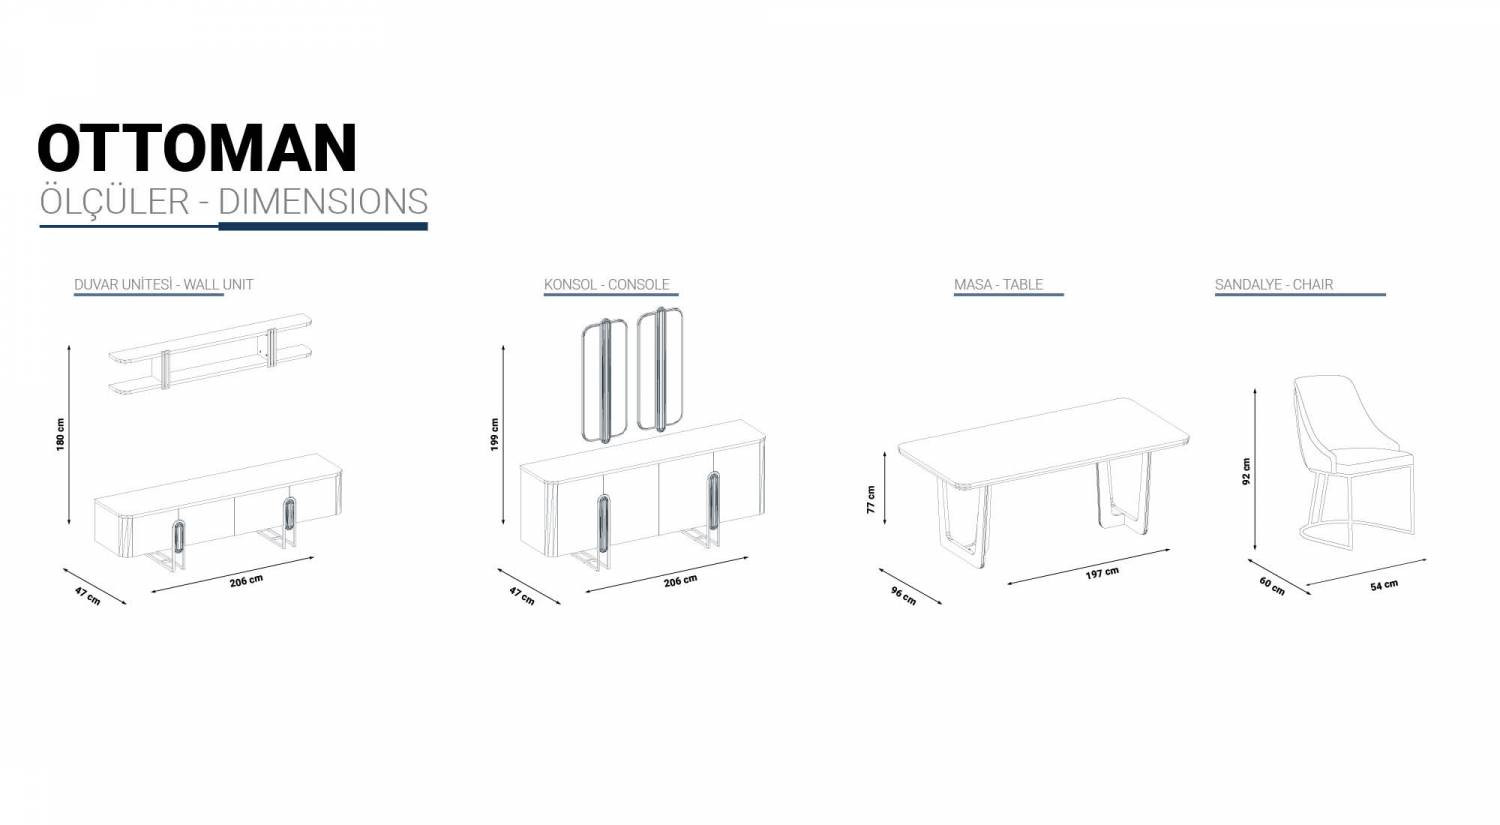 OTTOMAN
ÖLÇÜLER - DIMENSIONS
DUVAR UNİTESİ - WALL UNIT
180 cm
47 cm
206 cm
KONSOL - CONSOLE
199 cm
47 cm
206 cm
MASA - TABLE
77 cm
96 cm
197 cm
SANDALYE - CHAIR
92 cm
60 cm
54 cm